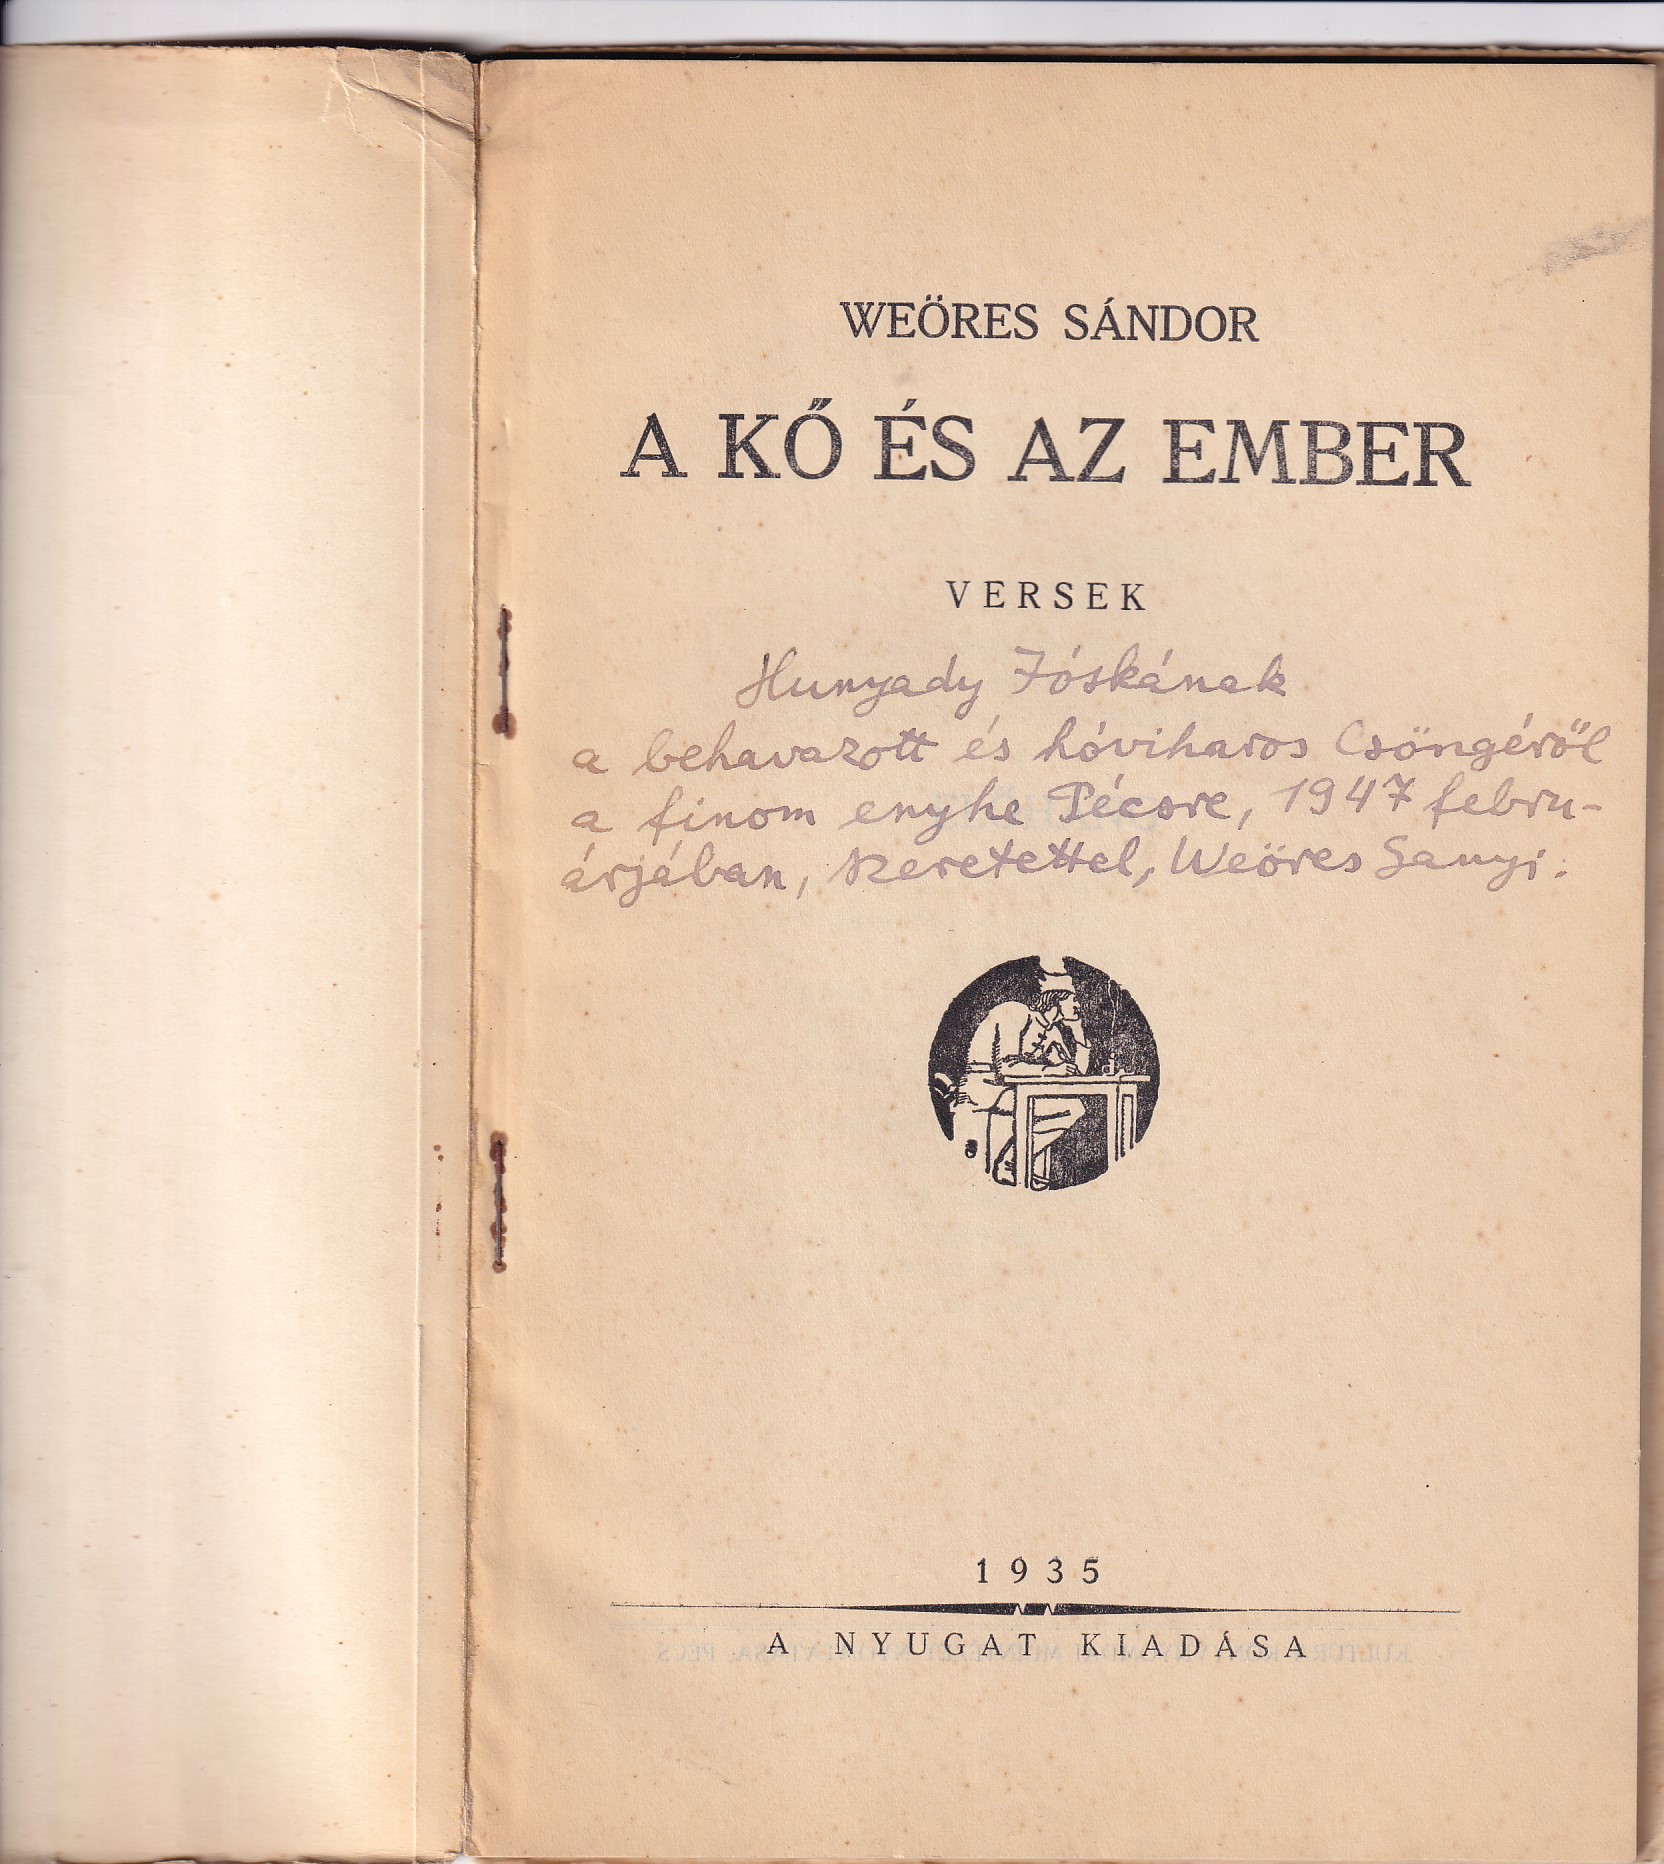 WEÖRES SÁNDOR
A KŐ ÉS AZ EMBER
VERSEK
Hunyady Jóskának
a behavazott és hóviharos Csöngéről
a finom enyhe Pécsre, 1947 febru-
árjában, szeretettel, Weöres Sanyi.
1935
A NYUGAT KIADÁSA